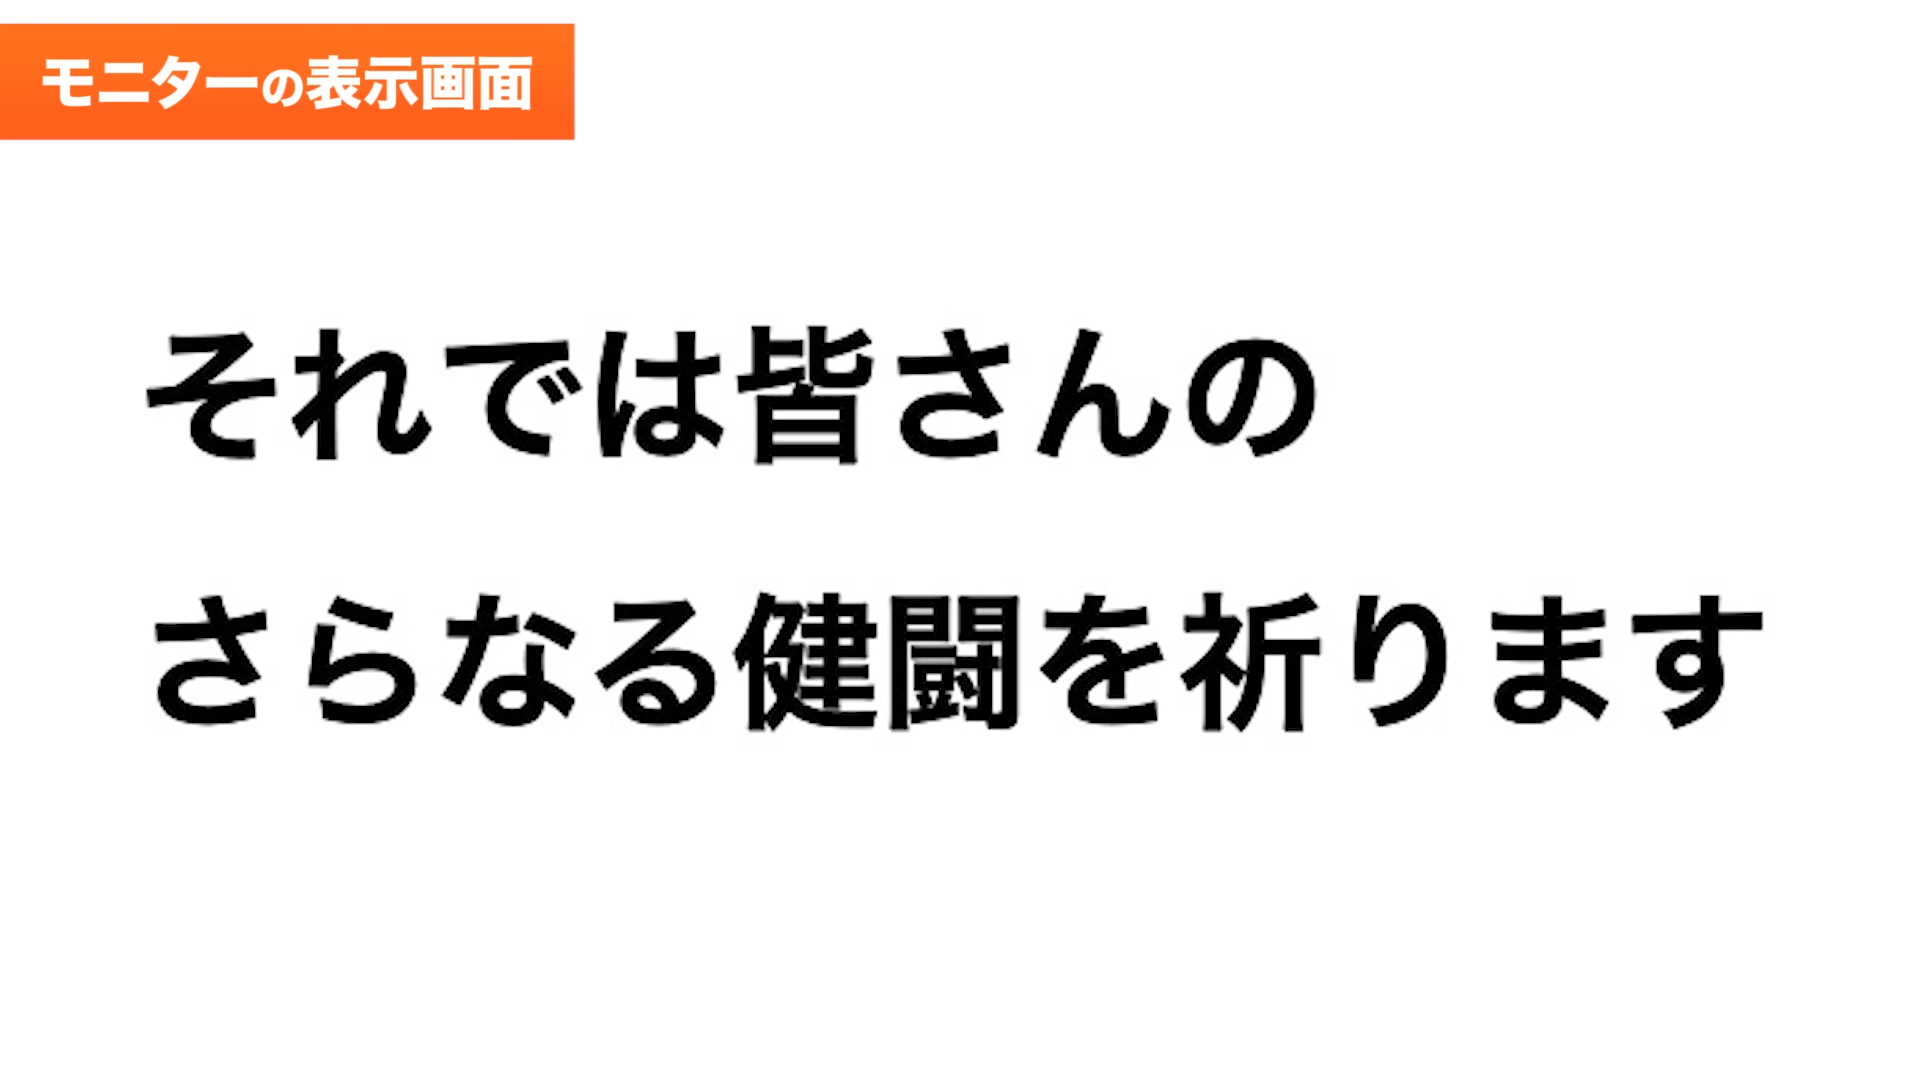 モニターの表示画面
それでは皆さんの
さらなる健闘を祈ります